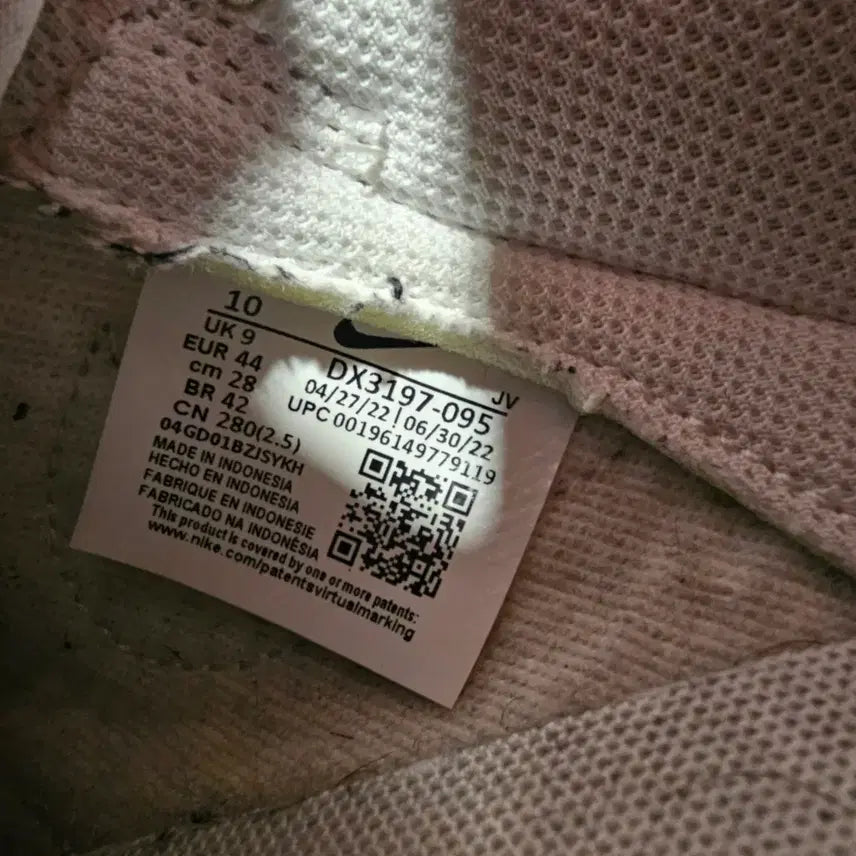 10
UK 9
EUR 44
cm 28
BR 42
CN 280(2.5)
04GD01BZJSYKH
MADE IN INDONESIA
HECHO EN INDONESIA
FABRIQUE EN INDONESIE
FABRICADO NA INDONÉSIA
This product is covered by one or more patents:
www.nike.com/patentsvirtualmarking
JV
DX3197-095
04/27/22 | 06/30/22
UPC 00196149779119